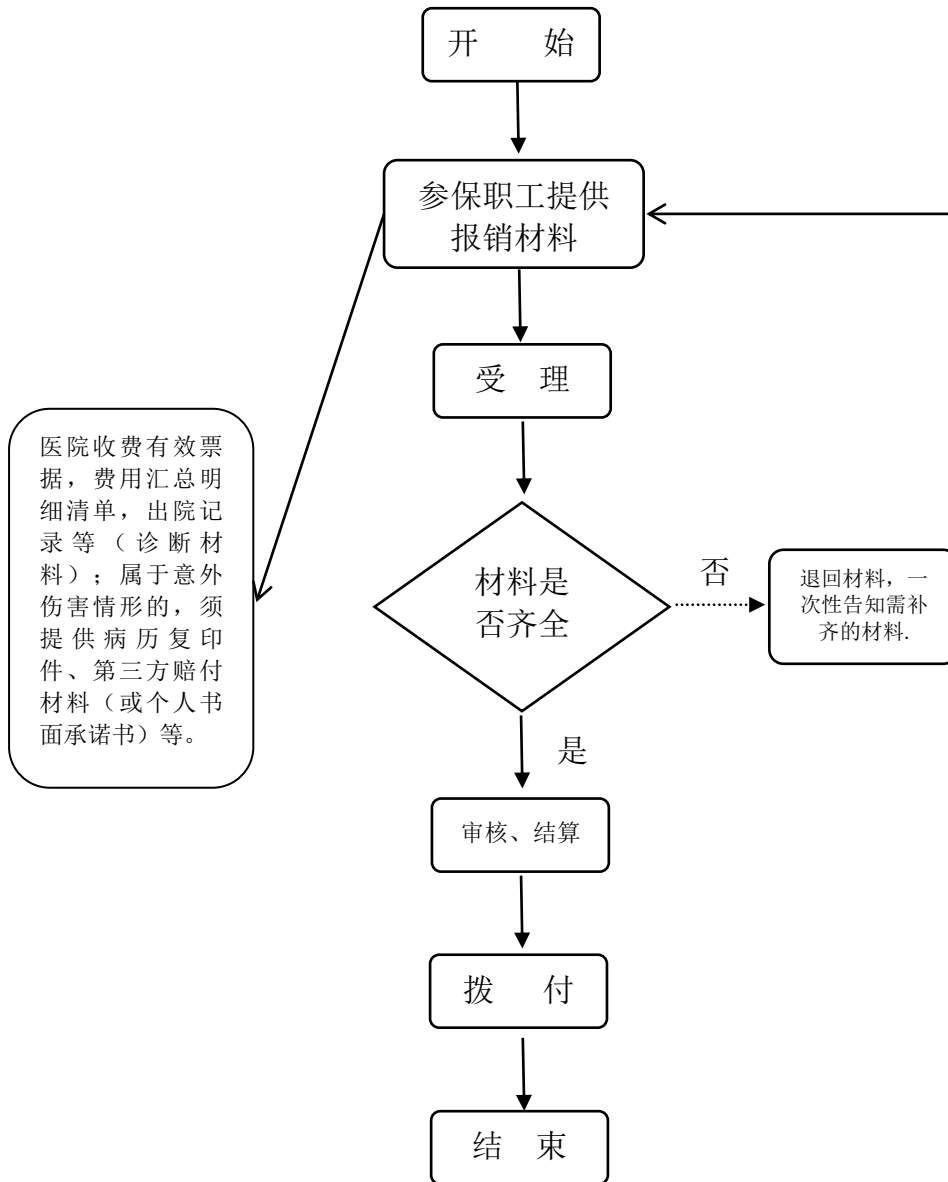 开 始
参保职工提供
报销材料
受 理
医院收费有效票
据，费用汇总明
细清单，出院记
录等（诊断材
料）；属于意外
伤害情形的，须
提供病历复印
件、第三方赔付
材料（或个人书
面承诺书）等。
材料是
否齐全
否
退回材料，一
次性告知需补
齐的材料.
是
审核、结算
拨 付
结 束